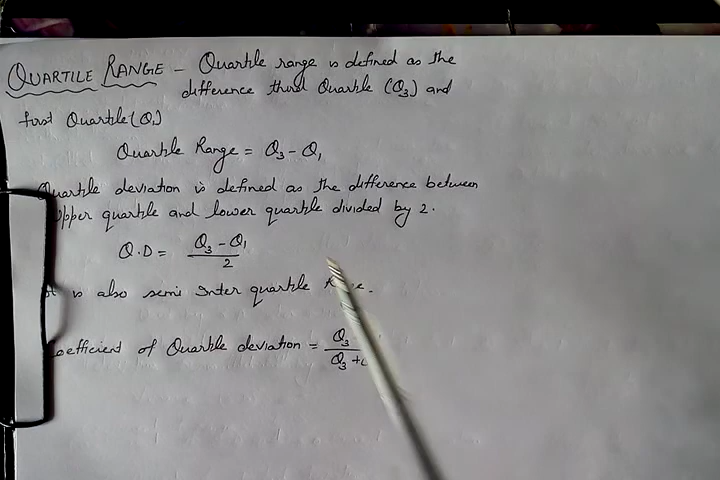 QUARTILE RANGE - Quartile range is defined as the
difference third Quartile (Q3) and
first Quartile (Q1)
Quartile Range = Q3 - Q1
Quartile deviation is defined as the difference between
upper quartile and lower quartile divided by 2.
Q.D = Q3 - Q1 / 2
is also semi Inter quartile
oefficient of Quartile deviation = Q3 / Q3 +